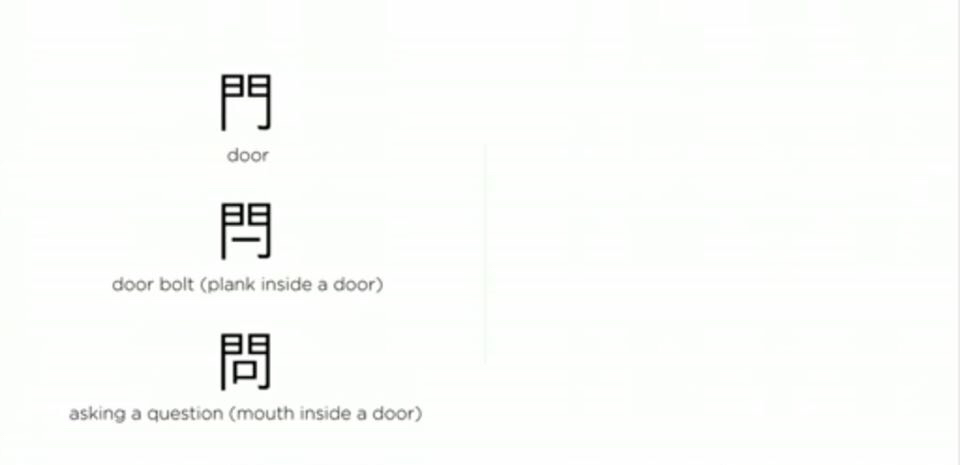 門
door
閂
door bolt (plank inside a door)
問
asking a question (mouth inside a door)